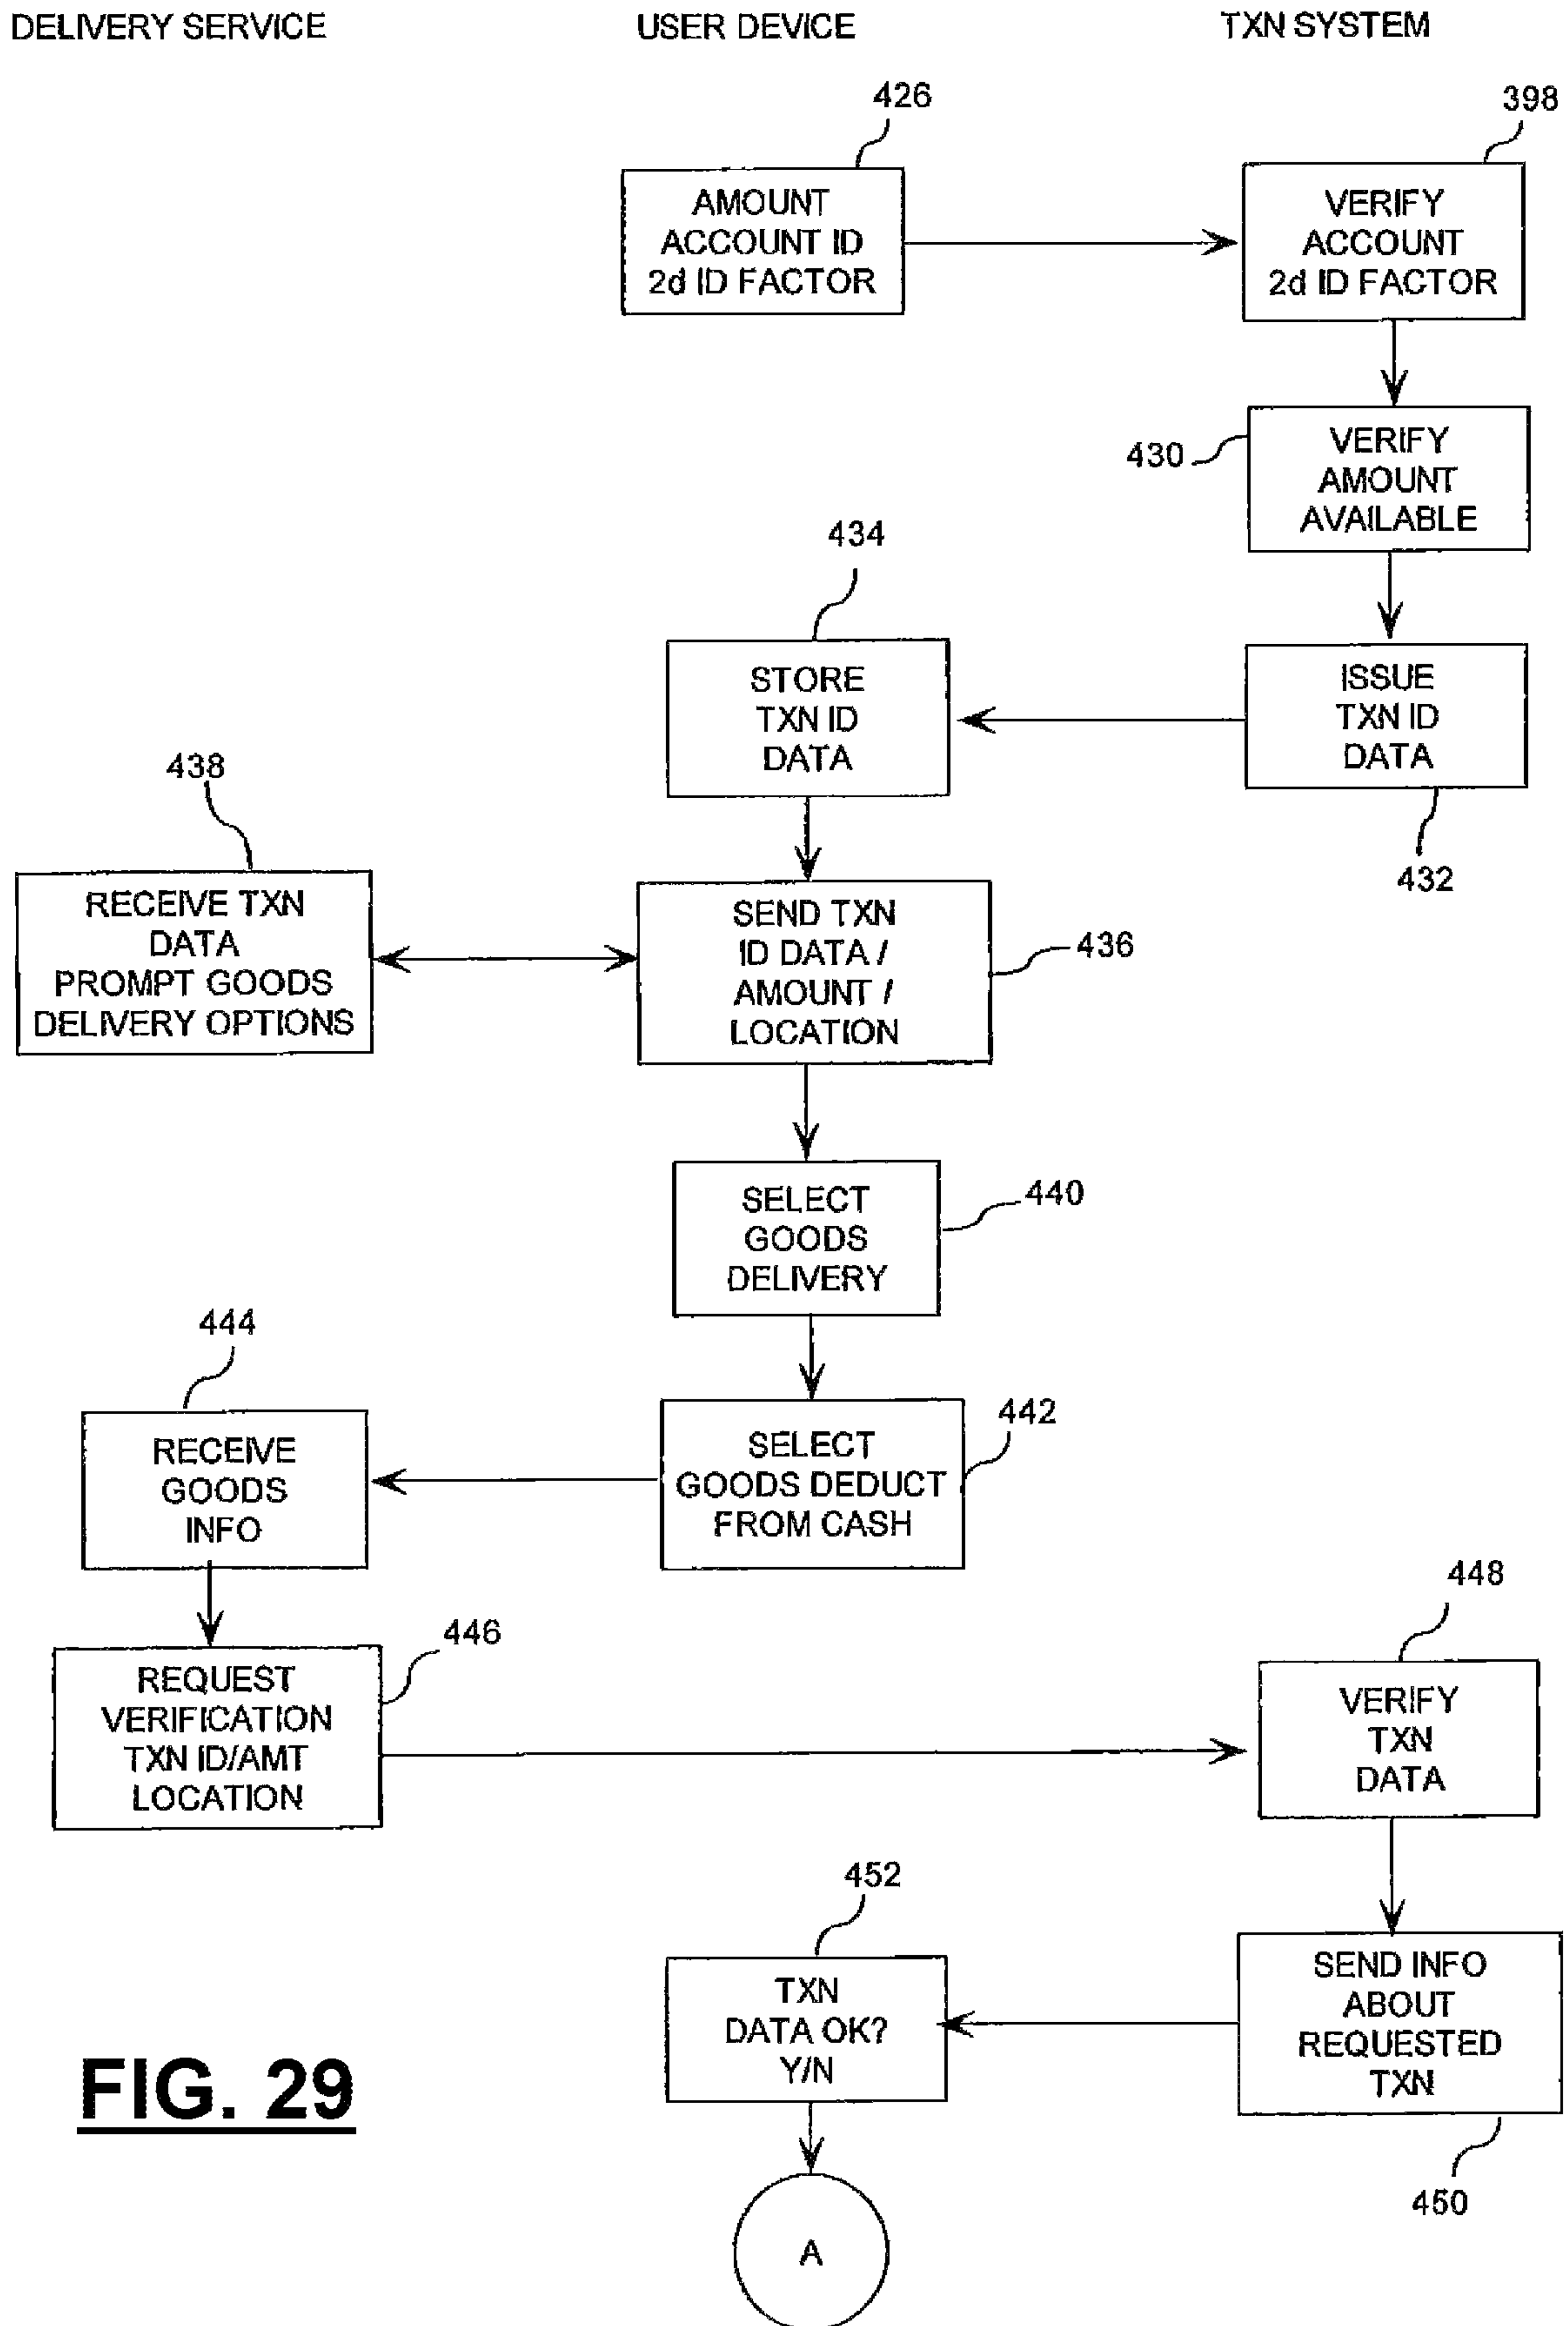 DELIVERY SERVICE USER DEVICE TXN SYSTEM
426
398
AMOUNT
ACCOUNT ID
2d ID FACTOR
VERIFY
ACCOUNT
2d ID FACTOR
430
VERIFY
AMOUNT
AVAILABLE
434
STORE
TXN ID
DATA
ISSUE
TXN ID
DATA
432
438
RECEIVE TXN
DATA
PROMPT GOODS
DELIVERY OPTIONS
SEND TXN
ID DATA /
AMOUNT /
LOCATION
436
SELECT
GOODS
DELIVERY
440
444
RECEIVE
GOODS
INFO
SELECT
GOODS DEDUCT
FROM CASH
442
446
REQUEST
VERIFICATION
TXN ID/AMT
LOCATION
448
VERIFY
TXN
DATA
452
TXN
DATA OK?
Y/N
SEND INFO
ABOUT
REQUESTED
TXN
450
A
FIG. 29